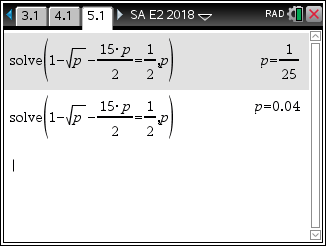 3.1 4.1 5.1 SA E2 2018 RAD
solve(1-√p - 15·p/2 = 1/2, p) p=1/25
solve(1-√p - 15·p/2 = 1/2, p) p=0.04